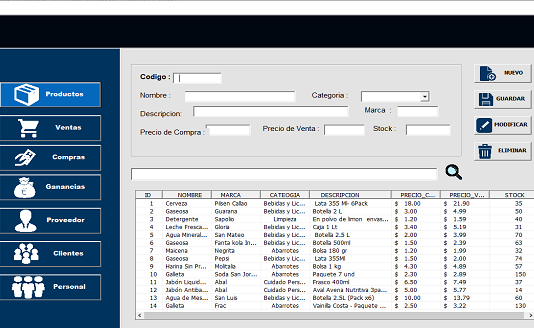 Productos
Ventas
Compras
Ganancias
Proveedor
Clientes
Personal
Codigo :
Nombre :
Categoria :
Descripcion:
Marca :
Precio de Compra :
Precio de Venta :
Stock :
NUEVO
GUARDAR
MODIFICAR
ELIMINAR
ID NOMBRE MARCA CATEOGIA DESCRIPCION PRECIO_C... PRECIO_V... STOCK
1 Cerveza Pilsen Callao Bebidas y Lic... Lata 355 Ml- 6Pack $ 18.00 $ 21.90 35
2 Gaseosa Guarana Bebidas y Lic... Botella 2 L $ 3.00 $ 4.99 50
3 Detergente Sapolio Limpieza En polvo de limon envas... $ 1.20 $ 1.59 40
4 Leche Fresca... Gloria Bebidas y Lic... Caja 1 Lt $ 3.40 $ 5.19 31
5 Agua Mineral... San Mateo Bebidas y Lic... Botella 2.5 L $ 2.00 $ 3.99 70
6 Gaseosa Fanta kola In... Bebidas y Lic... Botella 500ml $ 1.50 $ 2.39 63
7 Maicena Negrita Abarrotes Bolsa 180 gr $ 1.20 $ 1.99 32
8 Gaseosa Pepsi Bebidas y Lic... Lata 355Ml $ 1.50 $ 2.00 74
9 Harina Sin Pr... Molitalia Abarrotes Bolsa 1 kg $ 4.30 $ 4.89 57
10 Galleta Soda San Jor... Abarrotes Paquete 7 und $ 2.30 $ 2.89 150
11 Jabón Liquid... Abal Cuidado Pers... Frasco 400ml $ 6.50 $ 7.49 37
12 Jabón Antiba... Abal Cuidado Pers... Aval Avena Nutritiva 3pa... $ 5.00 $ 5.77 14
13 Agua de Mes... San Luis Bebidas y Lic... Botella 2.5L (Pack x6) $ 10.00 $ 13.79 60
14 Galleta Frac Abarrotes Vainilla Costa - Paquete ... $ 2.50 $ 3.22 130